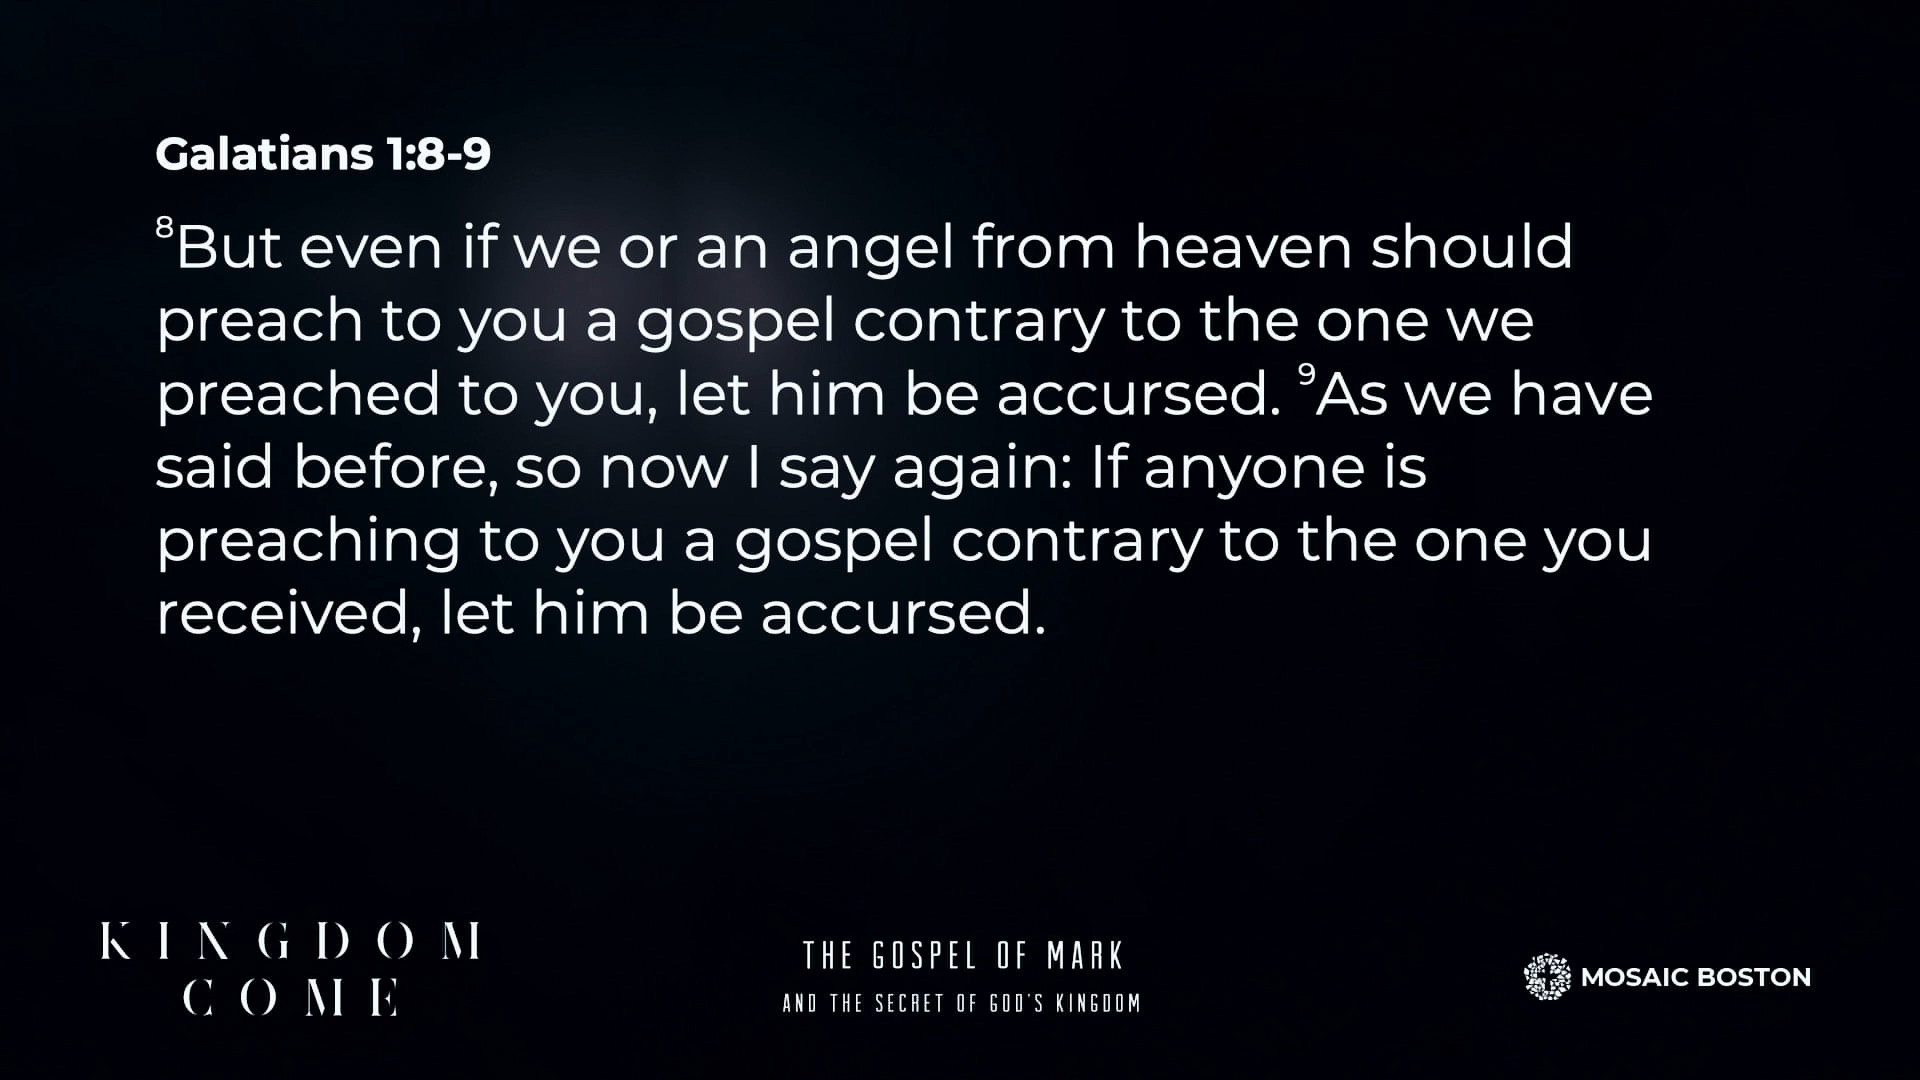 Galatians 1:8-9
⁸But even if we or an angel from heaven should
preach to you a gospel contrary to the one we
preached to you, let him be accursed. ⁹As we have
said before, so now I say again: If anyone is
preaching to you a gospel contrary to the one you
received, let him be accursed.
KINGDOM
COME
THE GOSPEL OF MARK
AND THE SECRET OF GOD'S KINGDOM
MOSAIC BOSTON